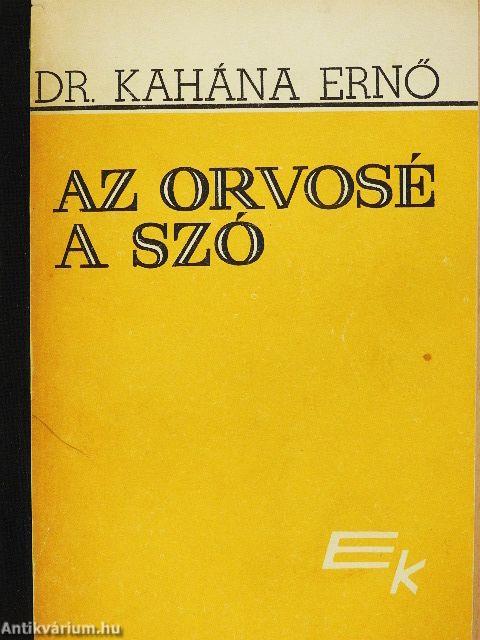 DR. KAHÁNA ERNŐ
AZ ORVOSÉ
A SZÓ
Ek
Antikvárium.hu